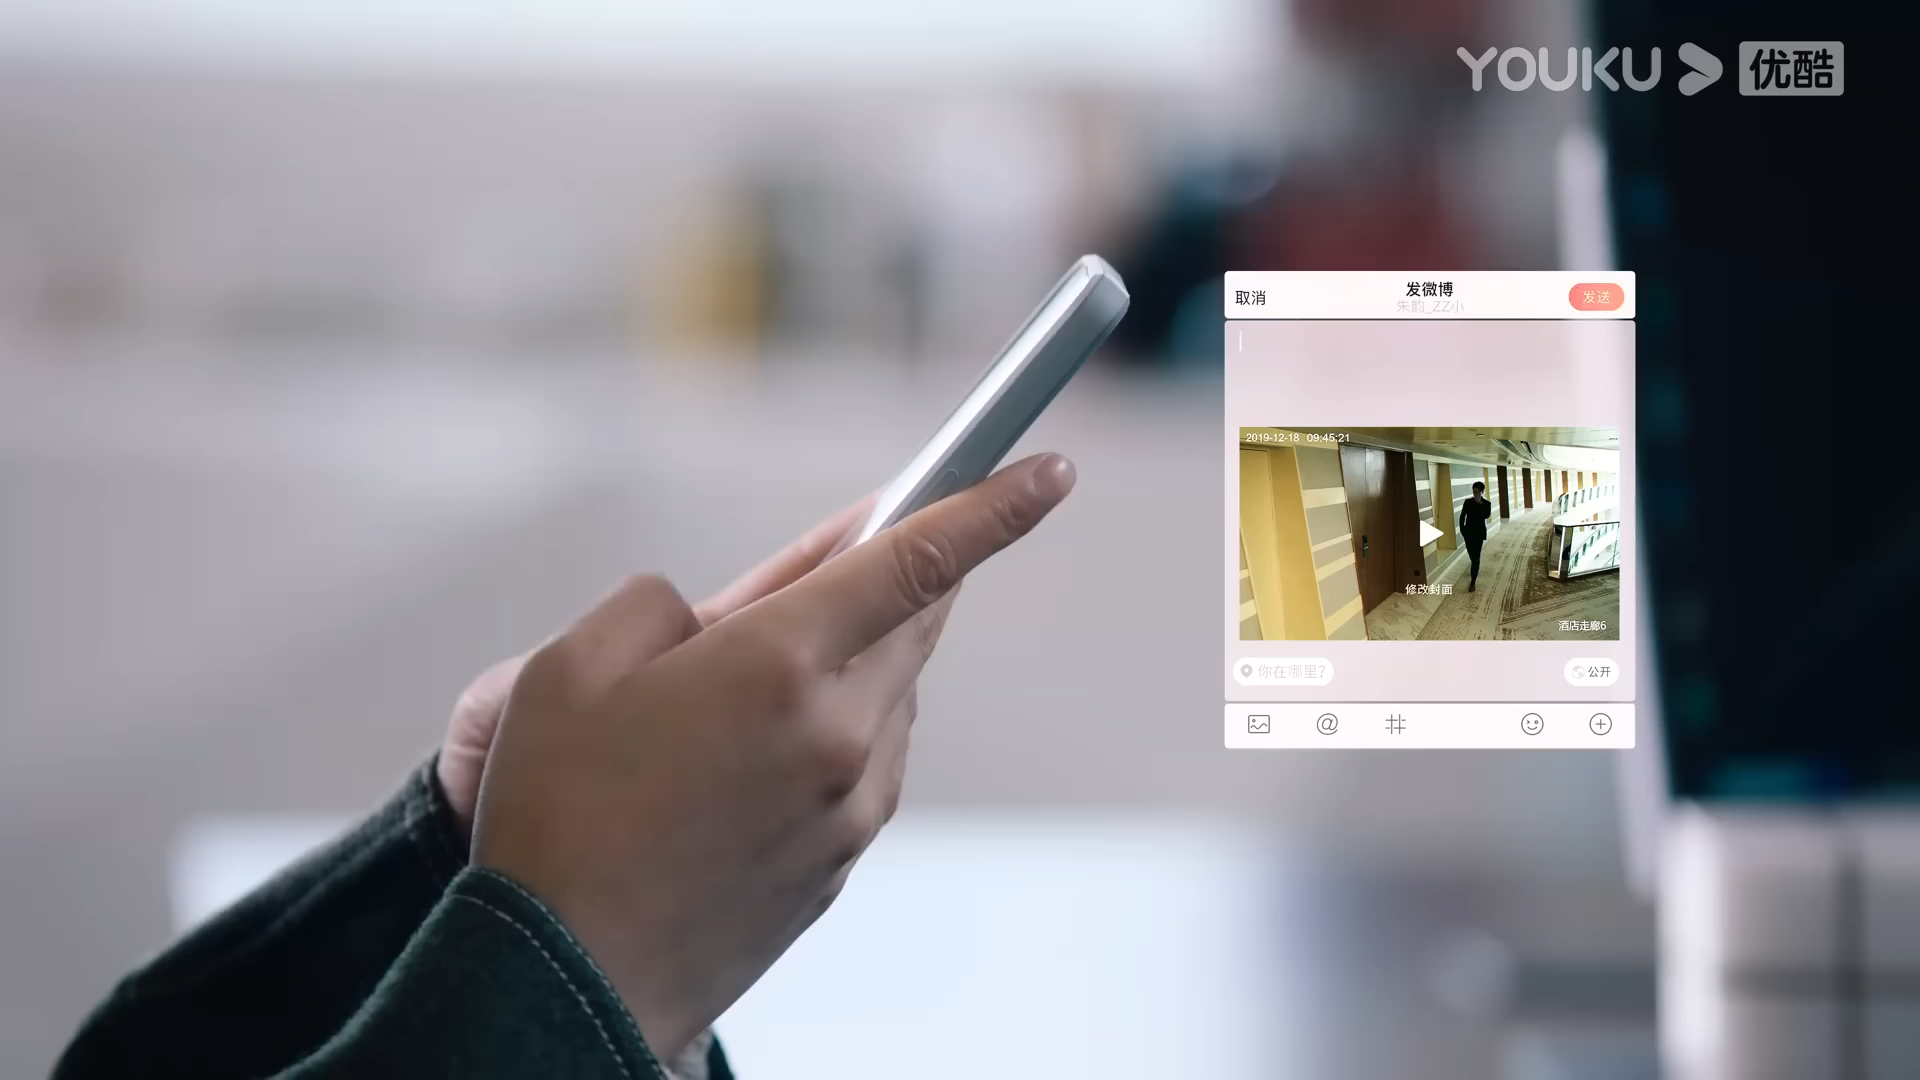 YOUKU 优酷
取消
发微博
朱韵_ZZ小
发送
2019-12-18 09:45:21
修改封面
酒店走廊6
你在哪里?
公开